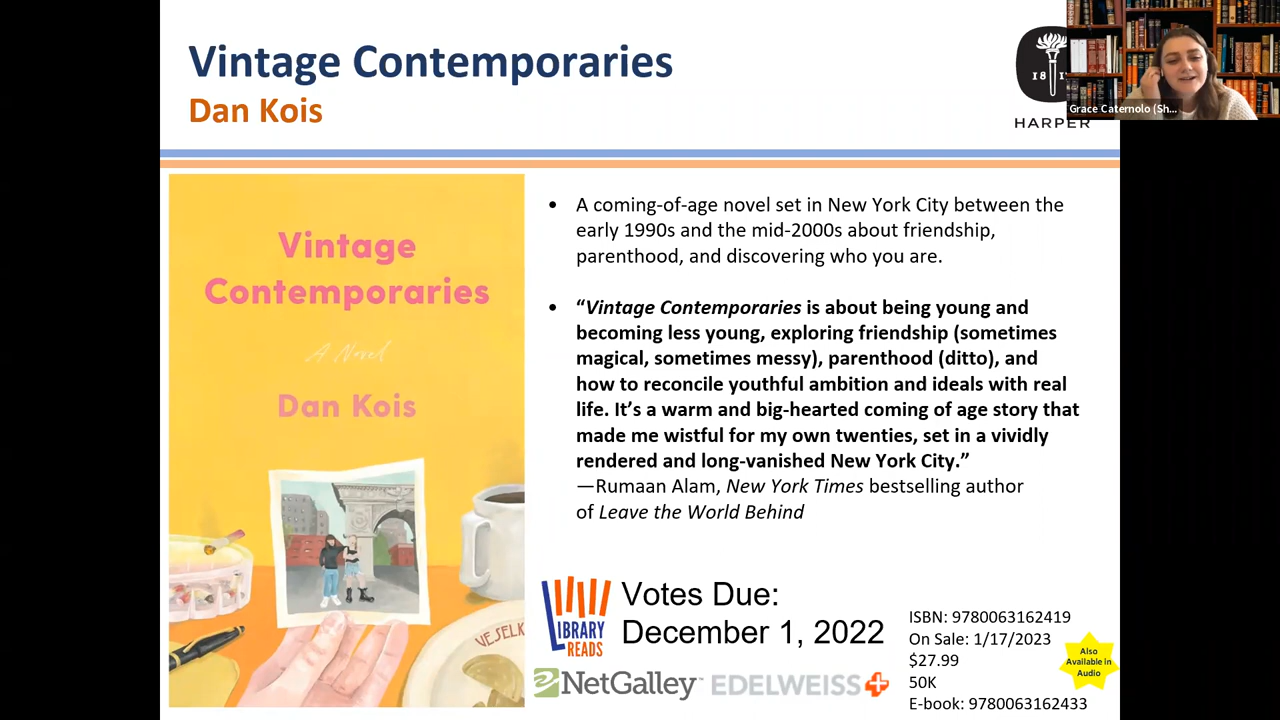 Vintage Contemporaries
Dan Kois
18
HARPER
Grace Caternolo (Sh...
Vintage
Contemporaries
A Novel
Dan Kois
VESELK
• A coming-of-age novel set in New York City between the
early 1990s and the mid-2000s about friendship,
parenthood, and discovering who you are.
• “Vintage Contemporaries is about being young and
becoming less young, exploring friendship (sometimes
magical, sometimes messy), parenthood (ditto), and
how to reconcile youthful ambition and ideals with real
life. It’s a warm and big-hearted coming of age story that
made me wistful for my own twenties, set in a vividly
rendered and long-vanished New York City.”
—Rumaan Alam, New York Times bestselling author
of Leave the World Behind
LIBRARY
READS
Votes Due:
December 1, 2022
NetGalley™
EDELWEISS+
ISBN: 9780063162419
On Sale: 1/17/2023
$27.99
50K
E-book: 9780063162433
Also
Available in
Audio